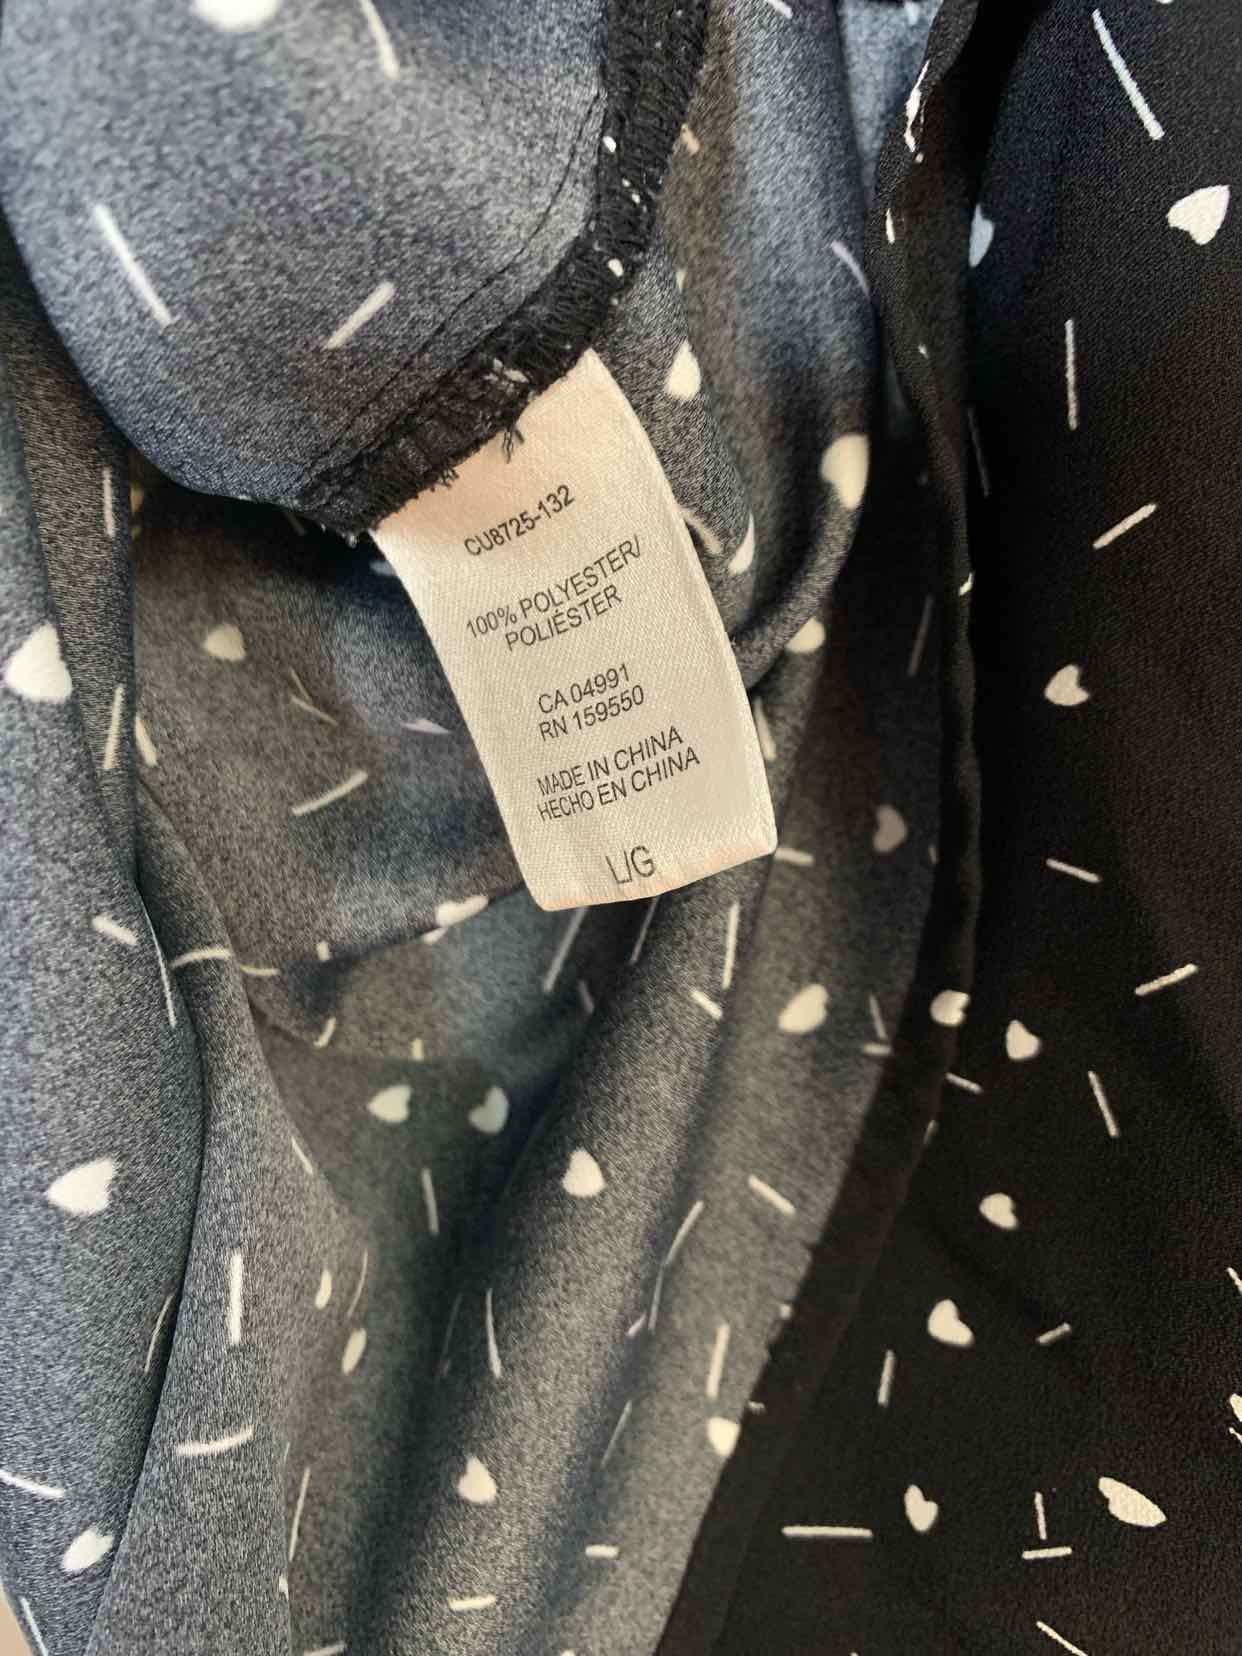 CU8725-132
100% POLYESTER/
POLIÉSTER
CA 04991
RN 159550
MADE IN CHINA
HECHO EN CHINA
L/G